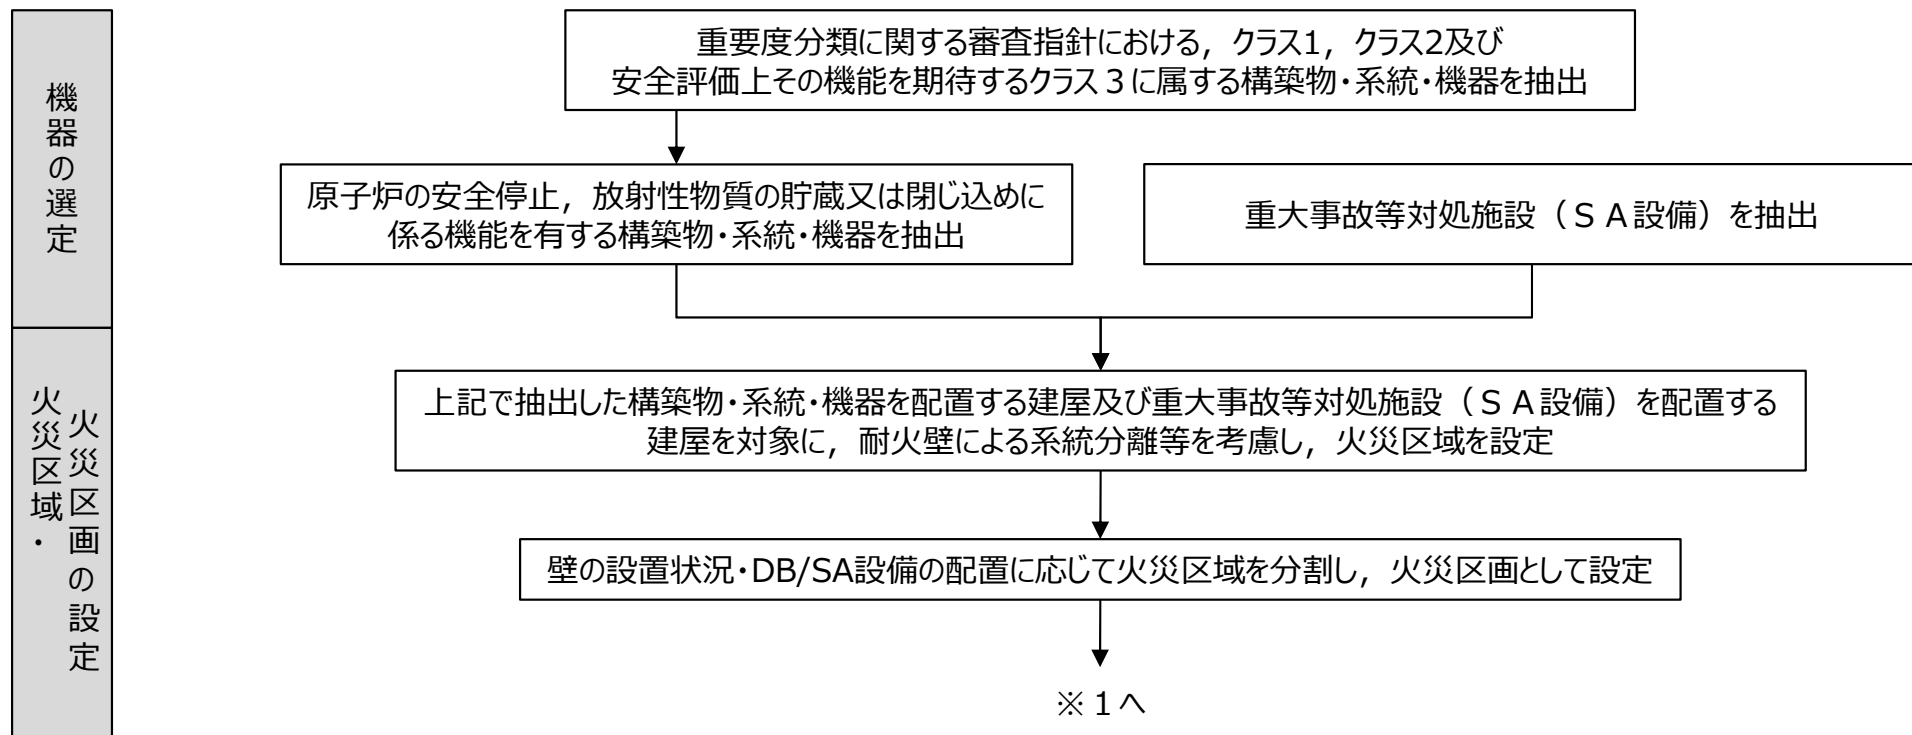 機器の選定
重要度分類に関する審査指針における，クラス1，クラス2及び
安全評価上その機能を期待するクラス３に属する構築物・系統・機器を抽出
原子炉の安全停止，放射性物質の貯蔵又は閉じ込めに
係る機能を有する構築物・系統・機器を抽出
重大事故等対処施設（ＳＡ設備）を抽出
火災区域・
火災区画の設定
上記で抽出した構築物・系統・機器を配置する建屋及び重大事故等対処施設（ＳＡ設備）を配置する
建屋を対象に，耐火壁による系統分離等を考慮し，火災区域を設定
壁の設置状況・DB/SA設備の配置に応じて火災区域を分割し，火災区画として設定
※１へ